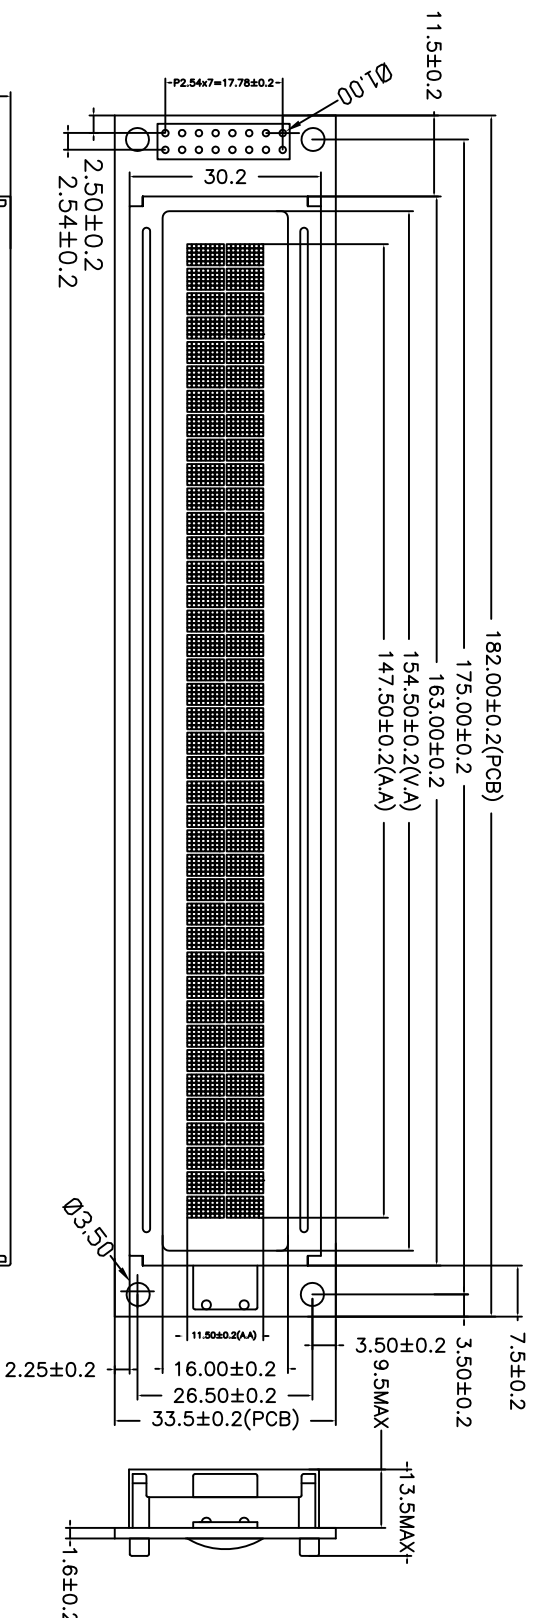 P2.54x7=17.78±0.2
Ø1.00
11.5±0.2
2.50±0.2
2.54±0.2
30.2
182.00±0.2(PCB)
175.00±0.2
163.00±0.2
154.50±0.2(V.A)
147.50±0.2(A.A)
Ø3.50
11.50±0.2(A.A)
2.25±0.2
16.00±0.2
26.50±0.2
33.5±0.2(PCB)
3.50±0.2
3.50±0.2
7.5±0.2
9.5MAX
13.5MAX
1.6±0.2